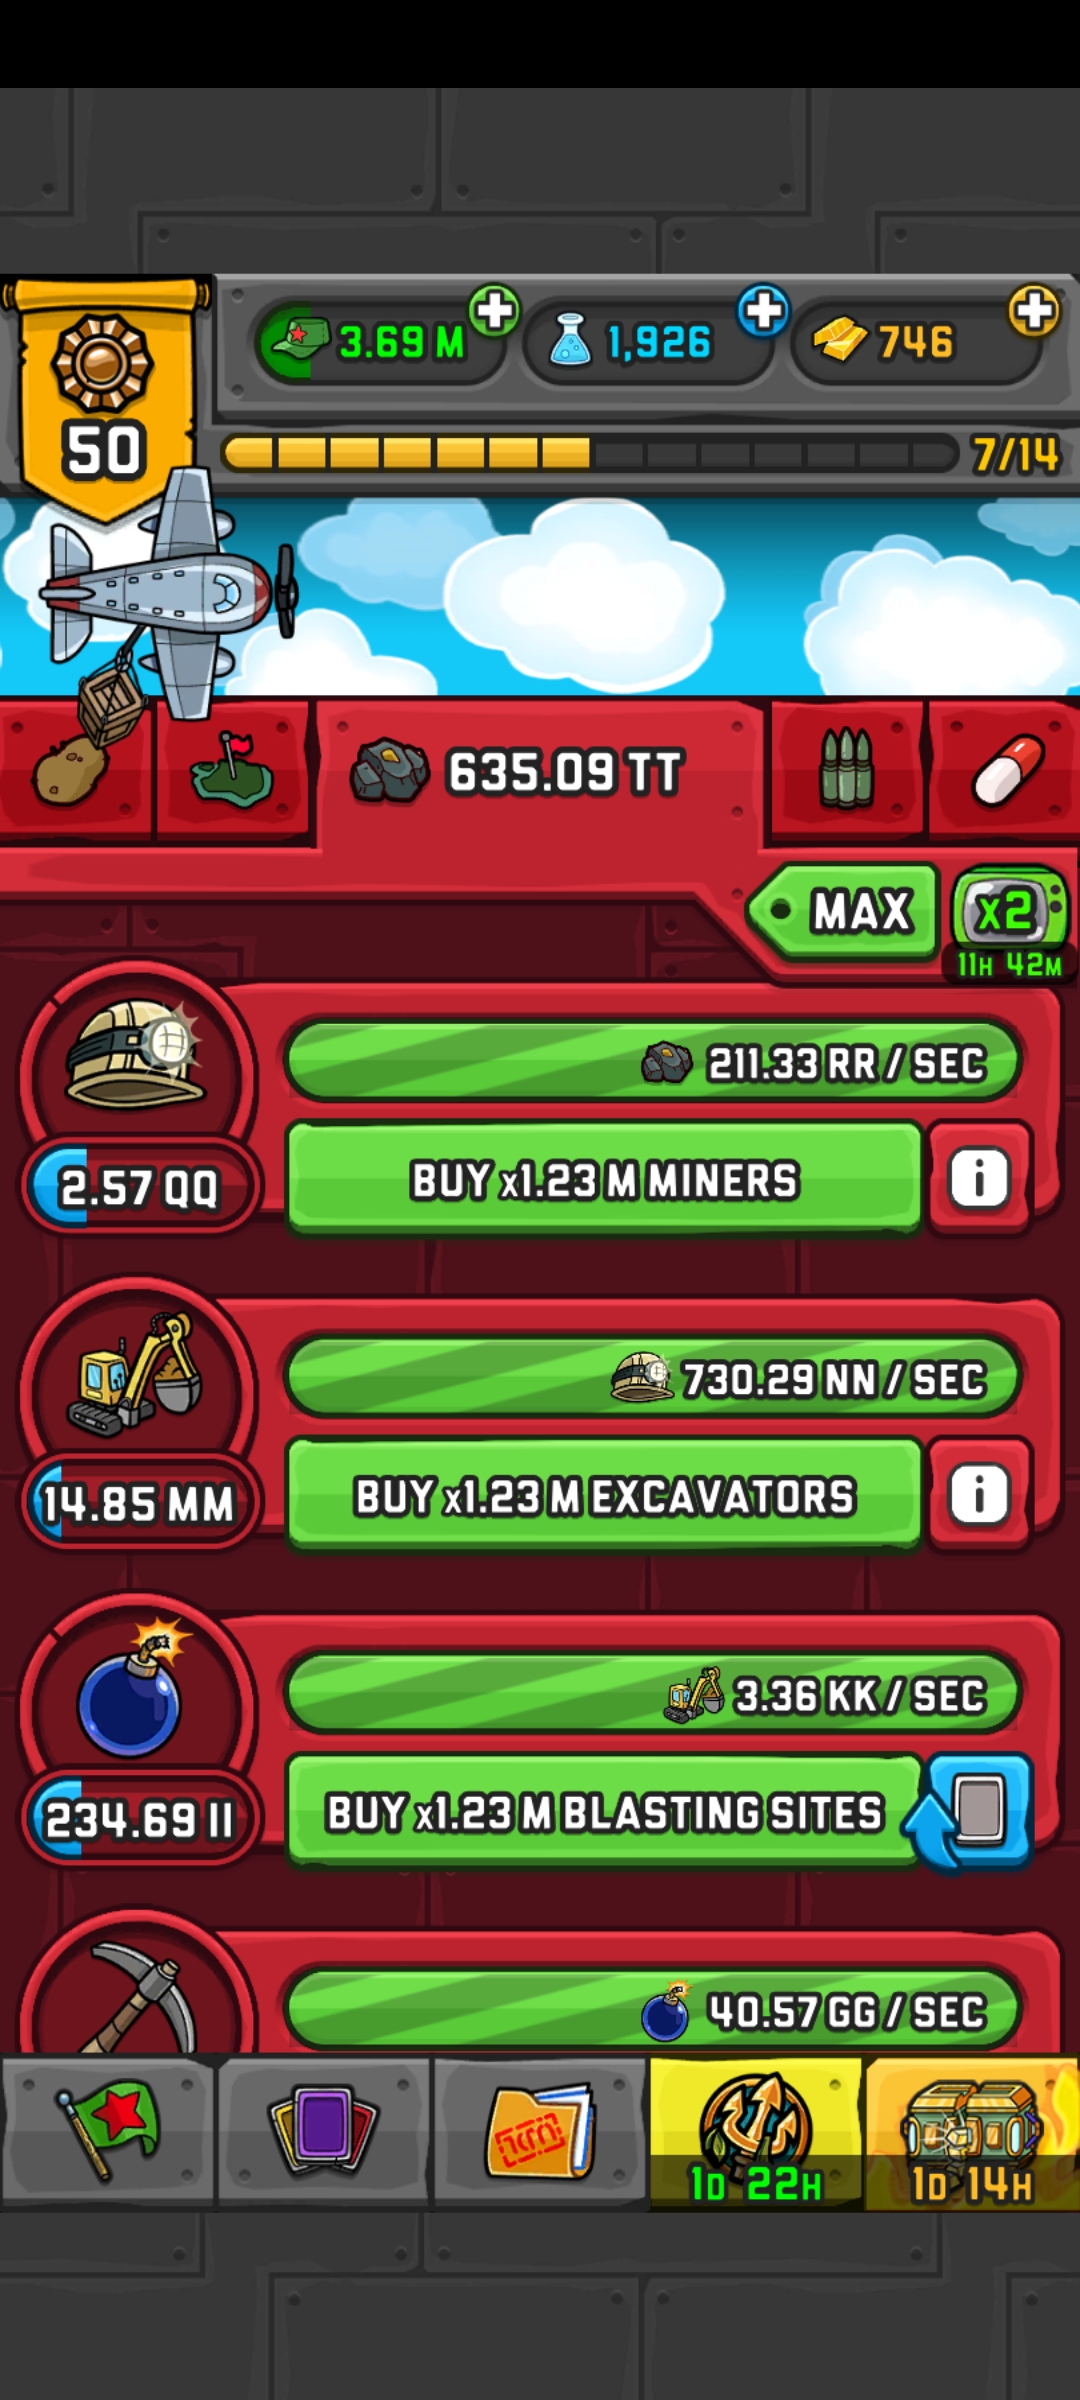 3.69 M
1,926
746
50
7/14
635.09 TT
MAX
x2
11H 42M
211.33 RR / SEC
2.57 QQ
BUY x1.23 M MINERS
i
730.29 NN / SEC
14.85 MM
BUY x1.23 M EXCAVATORS
i
3.36 KK / SEC
234.69 II
BUY x1.23 M BLASTING SITES
40.57 GG / SEC
1D 22H
1D 14H